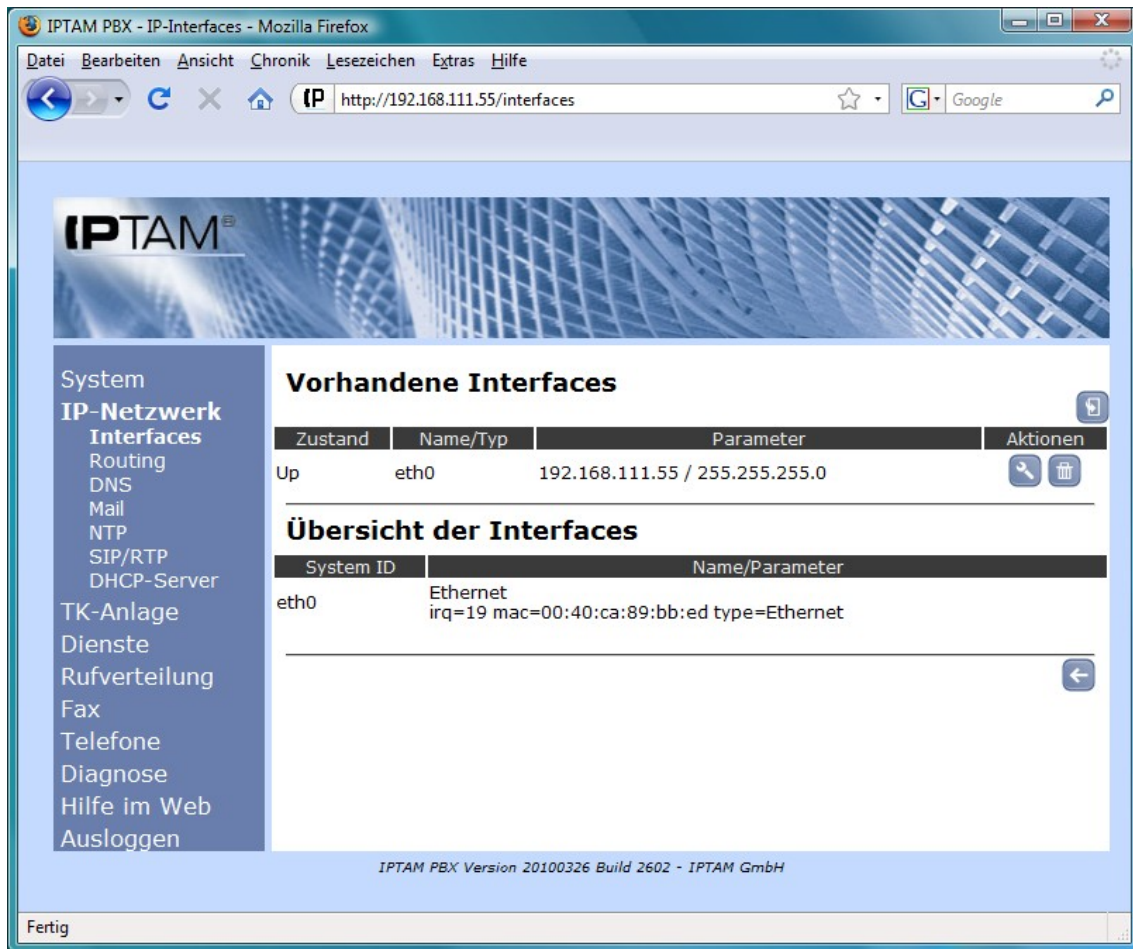 IPTAM PBX - IP-Interfaces - Mozilla Firefox
Datei Bearbeiten Ansicht Chronik Lesezeichen Extras Hilfe
(IP http://192.168.111.55/interfaces G Google
(IPTAM®
System
IP-Netzwerk
Interfaces
Routing
DNS
Mail
NTP
SIP/RTP
DHCP-Server
TK-Anlage
Dienste
Rufverteilung
Fax
Telefone
Diagnose
Hilfe im Web
Ausloggen
Vorhandene Interfaces
Zustand Name/Typ Parameter Aktionen
Up eth0 192.168.111.55 / 255.255.255.0
Übersicht der Interfaces
System ID Name/Parameter
eth0 Ethernet
irq=19 mac=00:40:ca:89:bb:ed type=Ethernet
IPTAM PBX Version 20100326 Build 2602 - IPTAM GmbH
Fertig